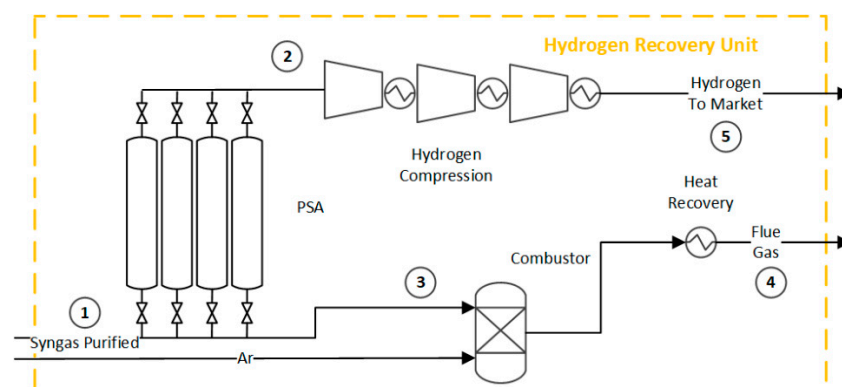 Hydrogen Recovery Unit
2
Hydrogen
To Market
5
Hydrogen
Compression
Heat
Recovery
PSA
Combustor
Flue
Gas
3
4
1
Syngas Purified
Ar